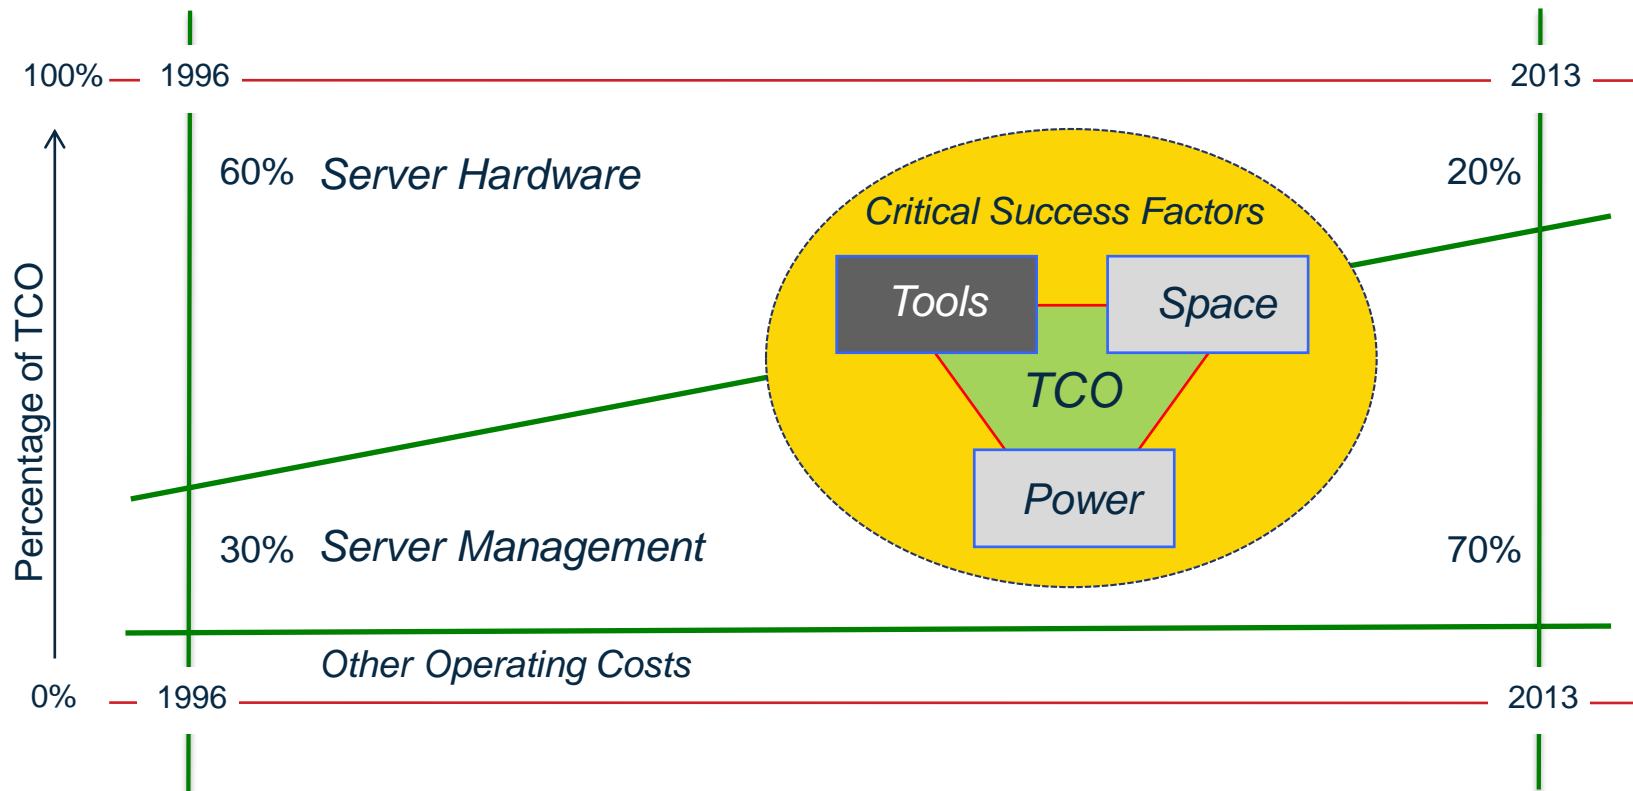 100%
1996
2013
60%
Server Hardware
20%
Critical Success Factors
Tools
Space
TCO
Power
Percentage of TCO
30%
Server Management
70%
Other Operating Costs
0%
1996
2013